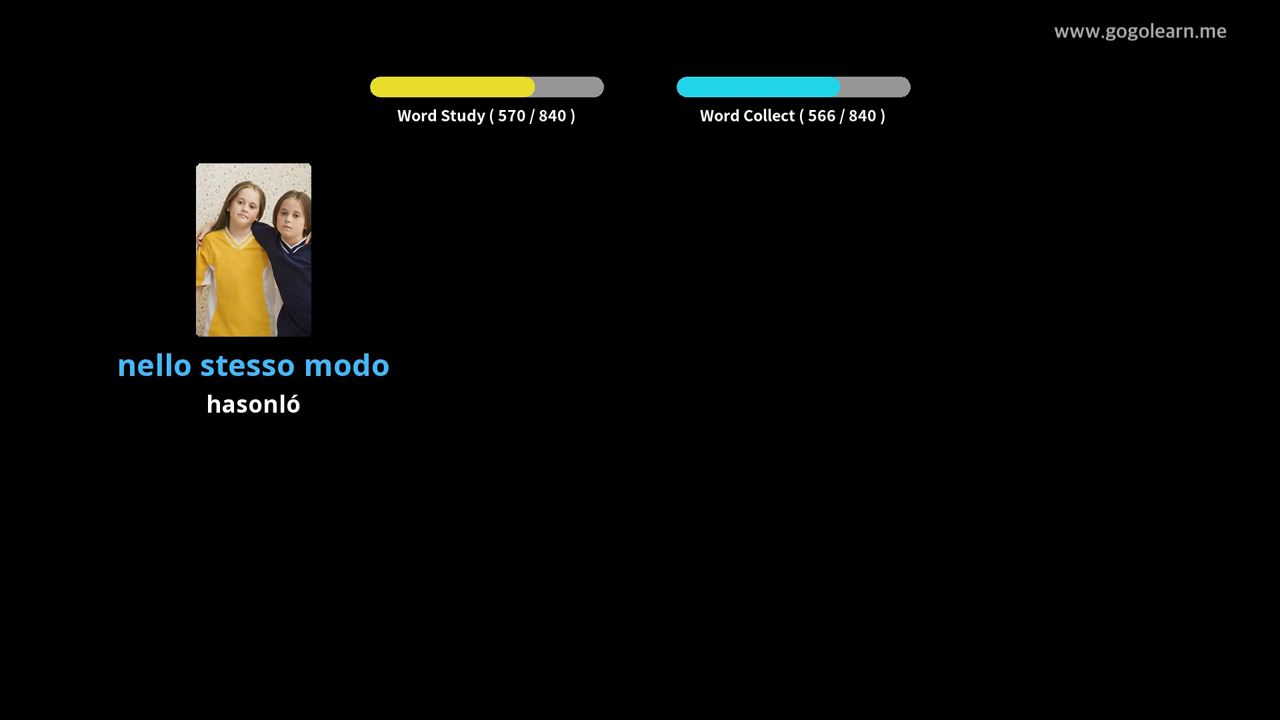 www.gogolearn.me
Word Study ( 570 / 840 )
Word Collect ( 566 / 840 )
nello stesso modo
hasonló